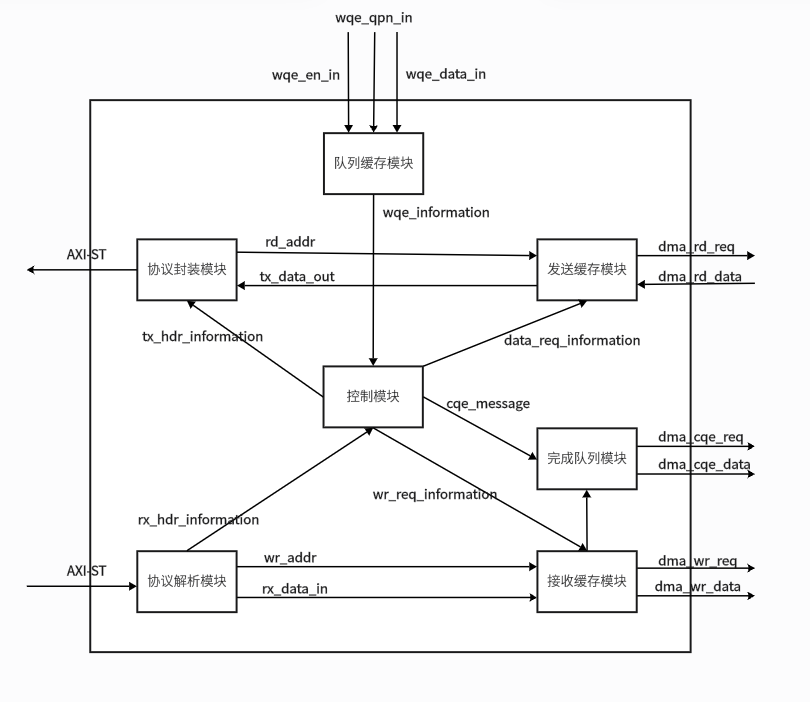 wqe_qpn_in
wqe_en_in
wqe_data_in
队列缓存模块
wqe_information
AXI-ST
协议封装模块
rd_addr
tx_data_out
发送缓存模块
dma_rd_req
dma_rd_data
tx_hdr_information
data_req_information
控制模块
cqe_message
完成队列模块
dma_cqe_req
dma_cqe_data
wr_req_information
rx_hdr_information
AXI-ST
协议解析模块
wr_addr
rx_data_in
接收缓存模块
dma_wr_req
dma_wr_data